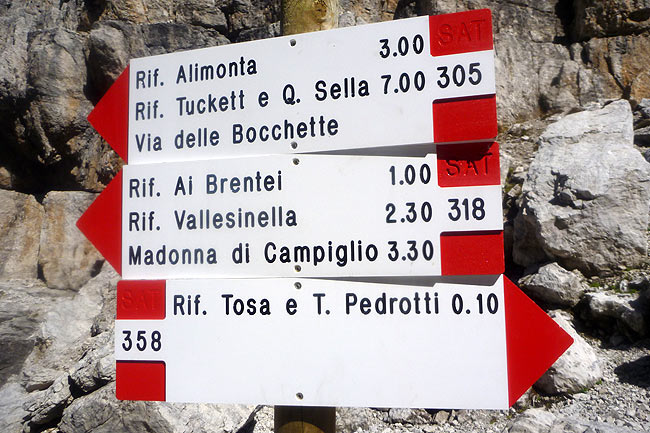 SAT
Rif. Alimonta 3.00
Rif. Tuckett e Q. Sella 7.00 305
Via delle Bocchette
SAT
Rif. Ai Brentei 1.00
Rif. Vallesinella 2.30 318
Madonna di Campiglio 3.30
SAT
Rif. Tosa e T. Pedrotti 0.10
358